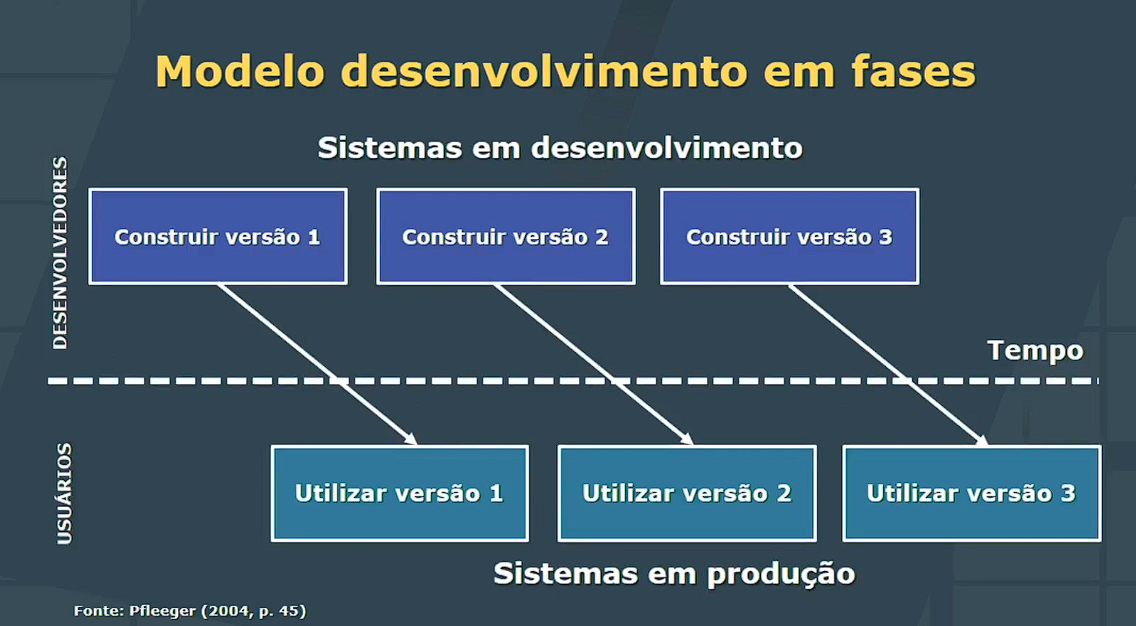 Modelo desenvolvimento em fases
Sistemas em desenvolvimento
DESENVOLVEDORES
Construir versão 1
Construir versão 2
Construir versão 3
Tempo
USUÁRIOS
Utilizar versão 1
Utilizar versão 2
Utilizar versão 3
Sistemas em produção
Fonte: Pfleeger (2004, p. 45)